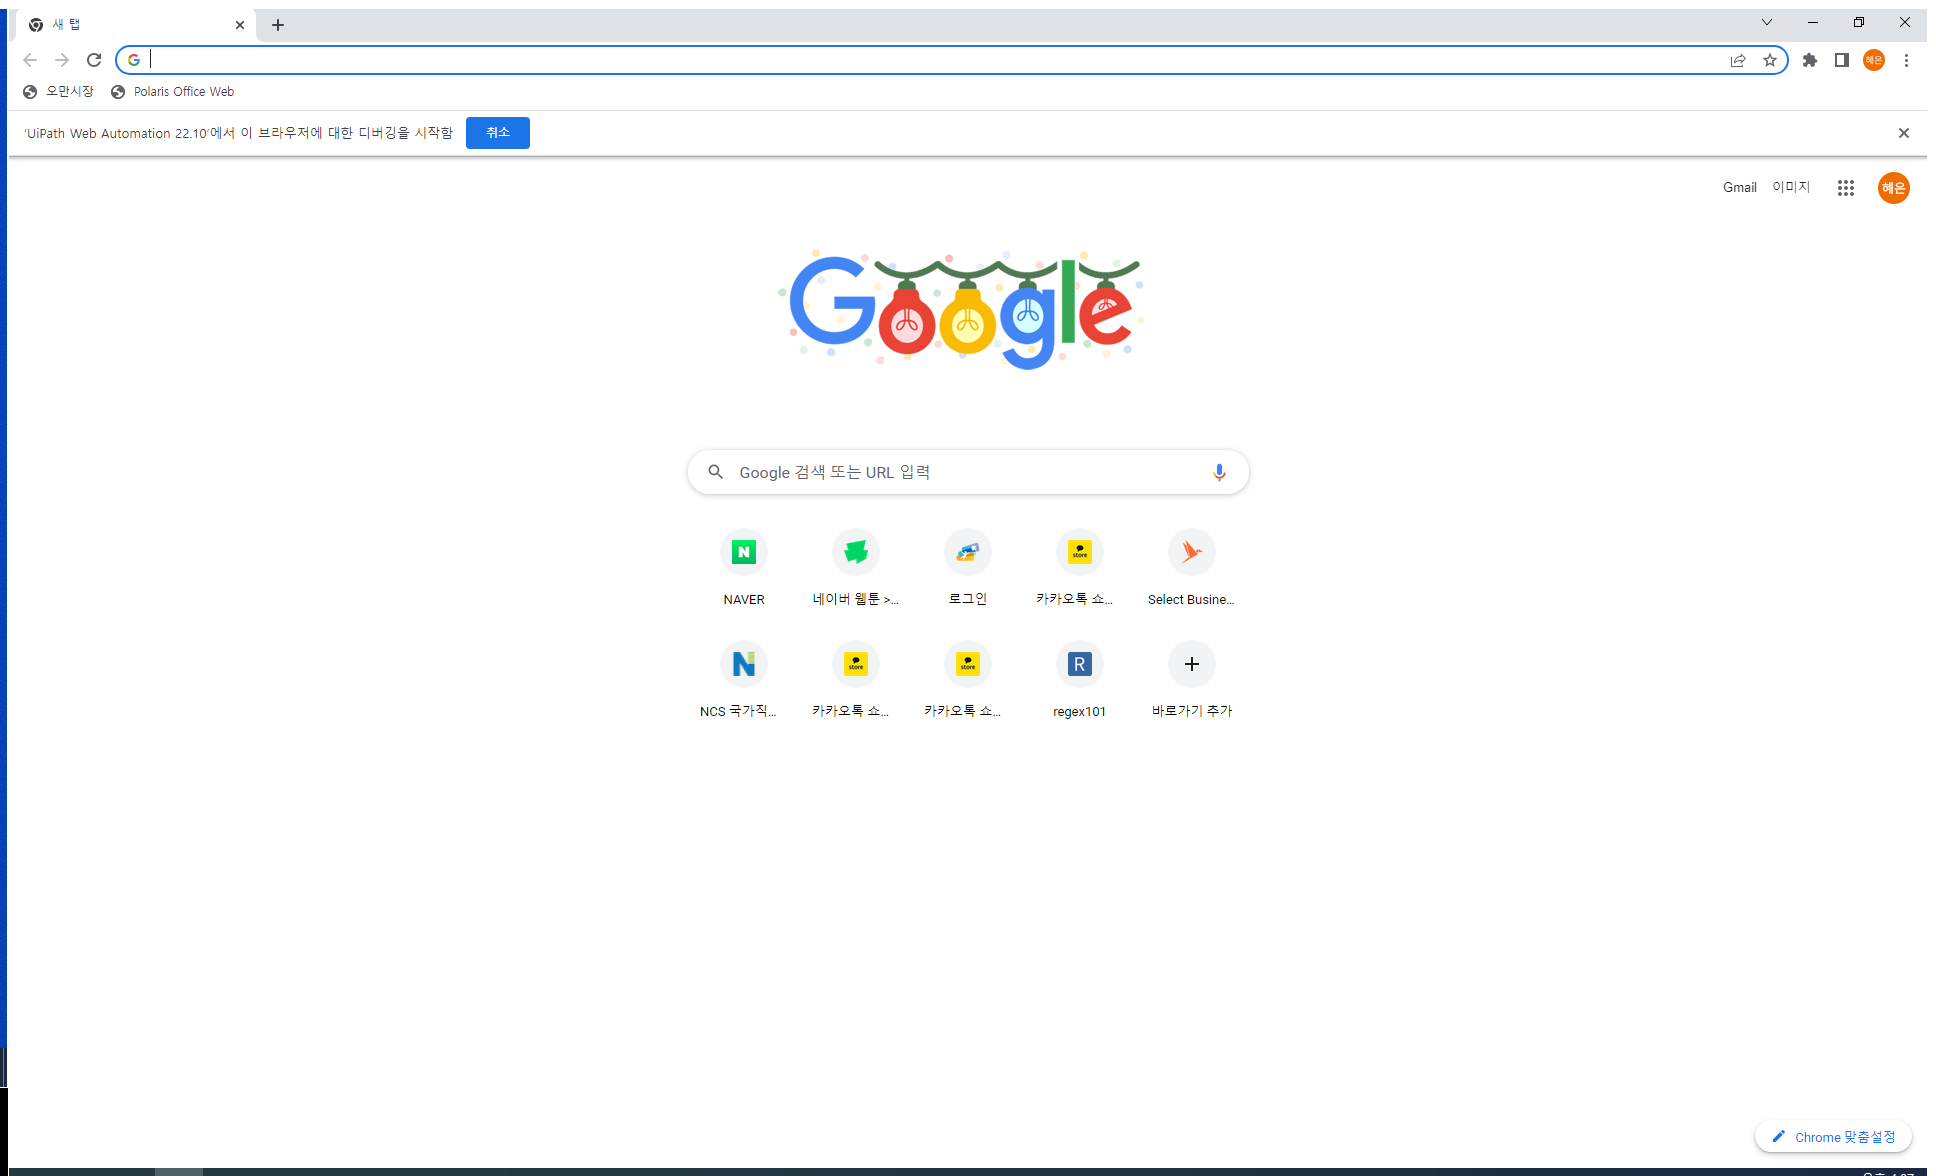 새 탭
오만시장 Polaris Office Web
'UiPath Web Automation 22.10'에서 이 브라우저에 대한 디버깅을 시작함 취소
혜은
Gmail 이미지 혜은
Google
Google 검색 또는 URL 입력
NAVER 네이버 웹툰 >... 로그인 카카오톡 쇼... Select Busine...
NCS 국가직... 카카오톡 쇼... 카카오톡 쇼... regex101 바로가기 추가
Chrome 맞춤설정